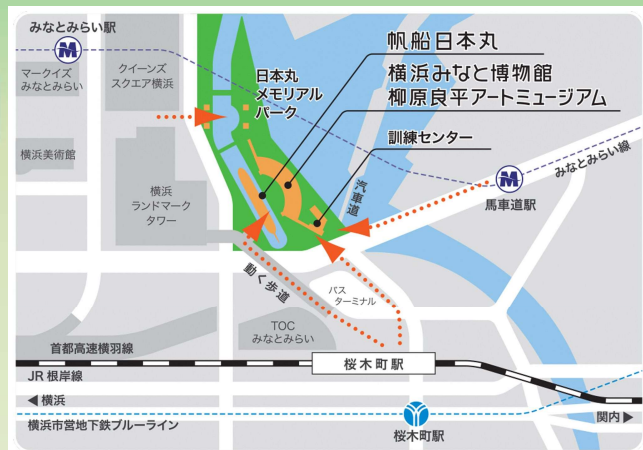 みなとみらい駅
M
マークイズ
みなとみらい
クイーンズ
スクエア横浜
日本丸
メモリアル
パーク
帆船日本丸
横浜みなと博物館
柳原良平アートミュージアム
訓練センター
横浜美術館
横浜
ランドマーク
タワー
汽車道
M
馬車道駅
みなとみらい線
動く歩道
バス
ターミナル
TOC
みなとみらい
首都高速横羽線
桜木町駅
JR 根岸線
◀横浜
関内▶
横浜市営地下鉄ブルーライン
桜木町駅